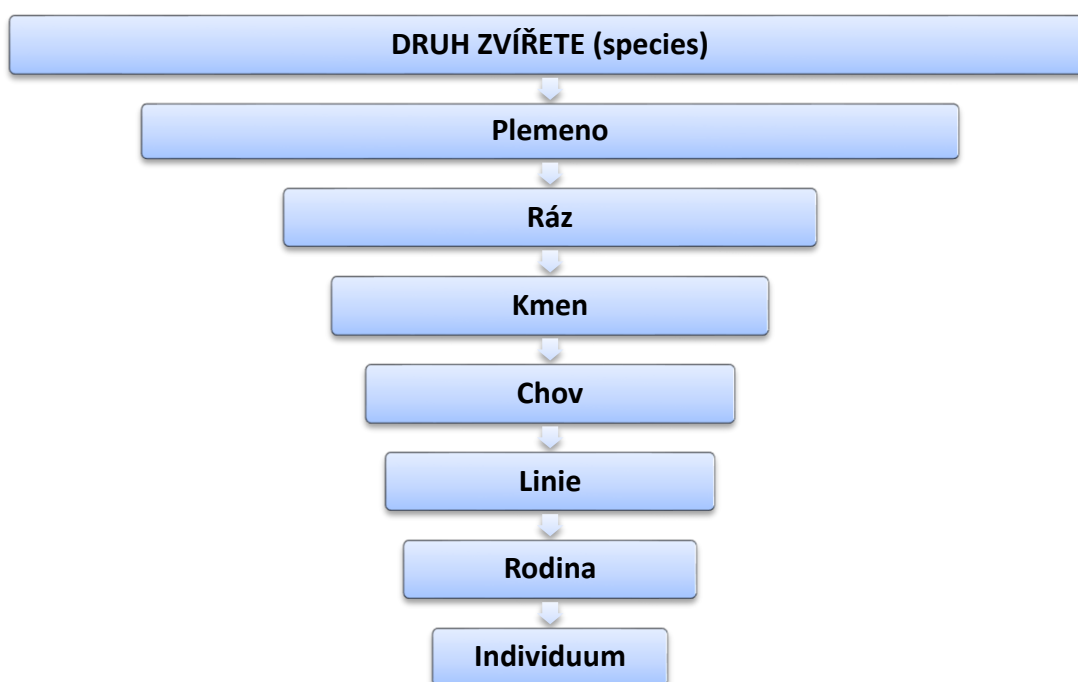 DRUH ZVÍŘETE (species)
Plemeno
Ráz
Kmen
Chov
Linie
Rodina
Individuum